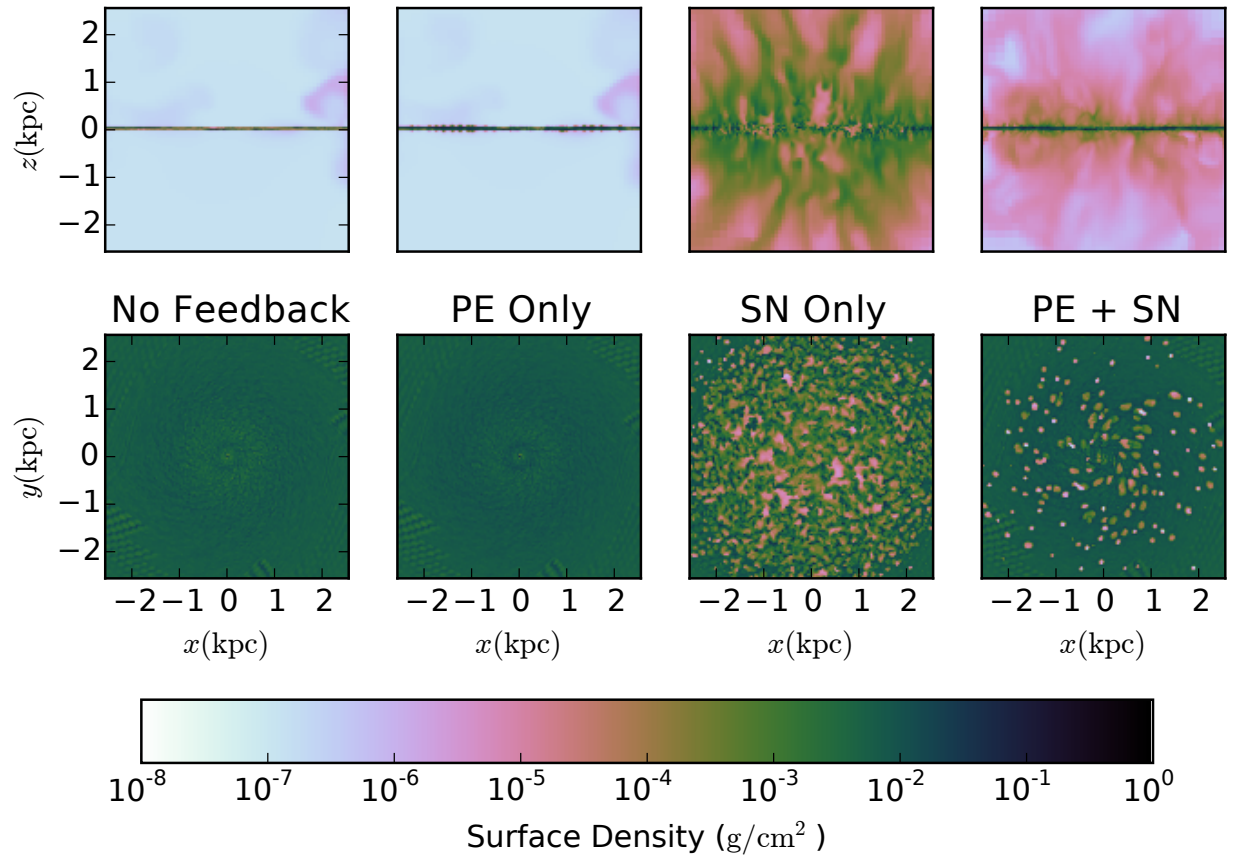 2
1
z(kpc)
0
−1
−2
No Feedback PE Only SN Only PE + SN
2
1
y(kpc)
0
−1
−2
−2 −1 0 1 2 −2 −1 0 1 2 −2 −1 0 1 2 −2 −1 0 1 2
x(kpc) x(kpc) x(kpc) x(kpc)
10^-8 10^-7 10^-6 10^-5 10^-4 10^-3 10^-2 10^-1 10^0
Surface Density (g/cm^2 )